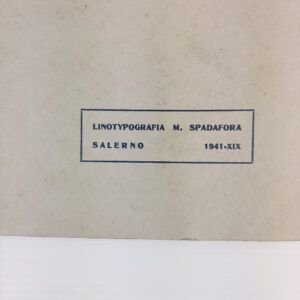 LINOTYPOGRAFIA M. SPADAFORA
SALERNO 1941-XIX